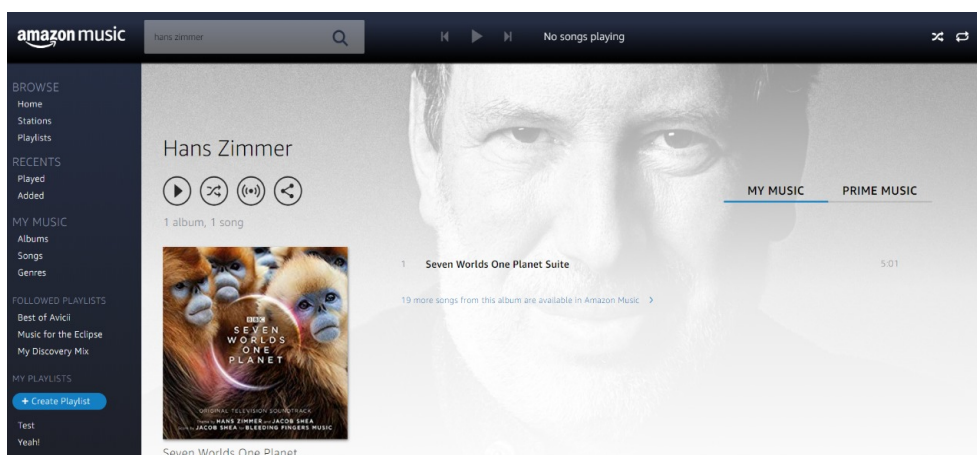 amazon music
hans zimmer
No songs playing
BROWSE
Home
Stations
Playlists
RECENTS
Played
Added
MY MUSIC
Albums
Songs
Genres
FOLLOWED PLAYLISTS
Best of Avicii
Music for the Eclipse
My Discovery Mix
MY PLAYLISTS
+ Create Playlist
Test
Yeah!
Hans Zimmer
MY MUSIC
PRIME MUSIC
1 album, 1 song
BBC
SEVEN
WORLDS
ONE
PLANET
ORIGINAL TELEVISION SOUNDTRACK
HANS ZIMMER AND JACOB SHEA
JACOB SHEA for BLEEDING FINGERS MUSIC
Seven Worlds One Planet
1 Seven Worlds One Planet Suite 5:01
19 more songs from this album are available in Amazon Music >